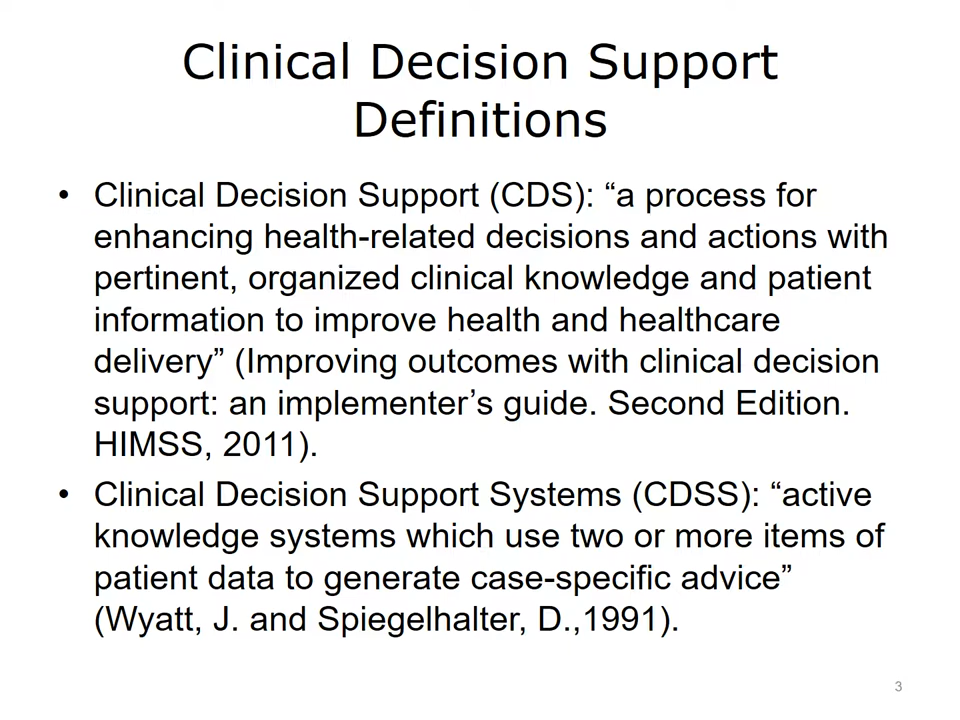 Clinical Decision Support
Definitions
• Clinical Decision Support (CDS): “a process for
enhancing health-related decisions and actions with
pertinent, organized clinical knowledge and patient
information to improve health and healthcare
delivery” (Improving outcomes with clinical decision
support: an implementer’s guide. Second Edition.
HIMSS, 2011).
• Clinical Decision Support Systems (CDSS): “active
knowledge systems which use two or more items of
patient data to generate case-specific advice”
(Wyatt, J. and Spiegelhalter, D.,1991).
3